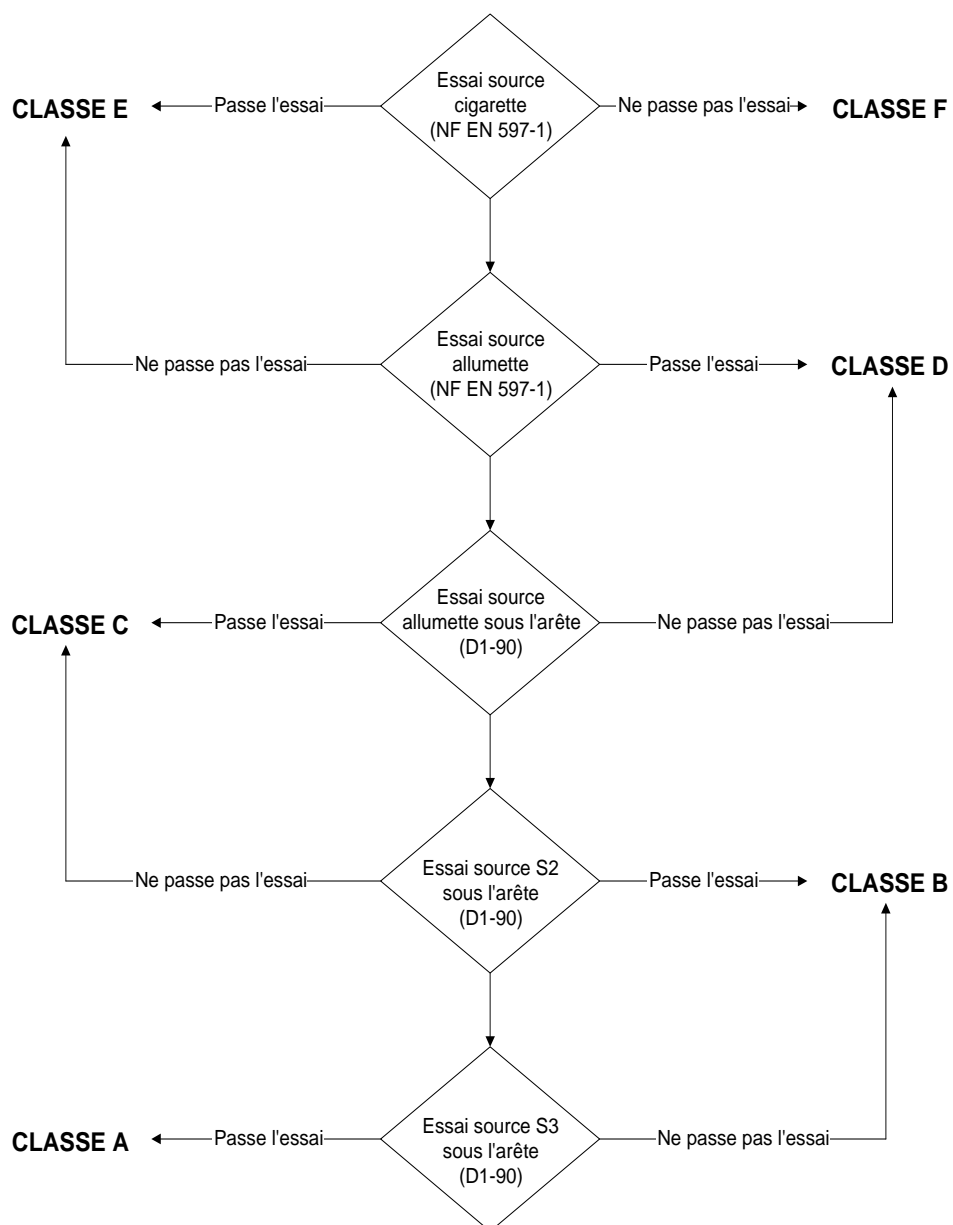 Essai source
cigarette
(NF EN 597-1)
CLASSE E
Passe l'essai
Ne passe pas l'essai
CLASSE F
Essai source
allumette
(NF EN 597-1)
Ne passe pas l'essai
Passe l'essai
CLASSE D
Essai source
allumette sous l'arête
(D1-90)
CLASSE C
Passe l'essai
Ne passe pas l'essai
Essai source S2
sous l'arête
(D1-90)
Ne passe pas l'essai
Passe l'essai
CLASSE B
Essai source S3
sous l'arête
(D1-90)
CLASSE A
Passe l'essai
Ne passe pas l'essai